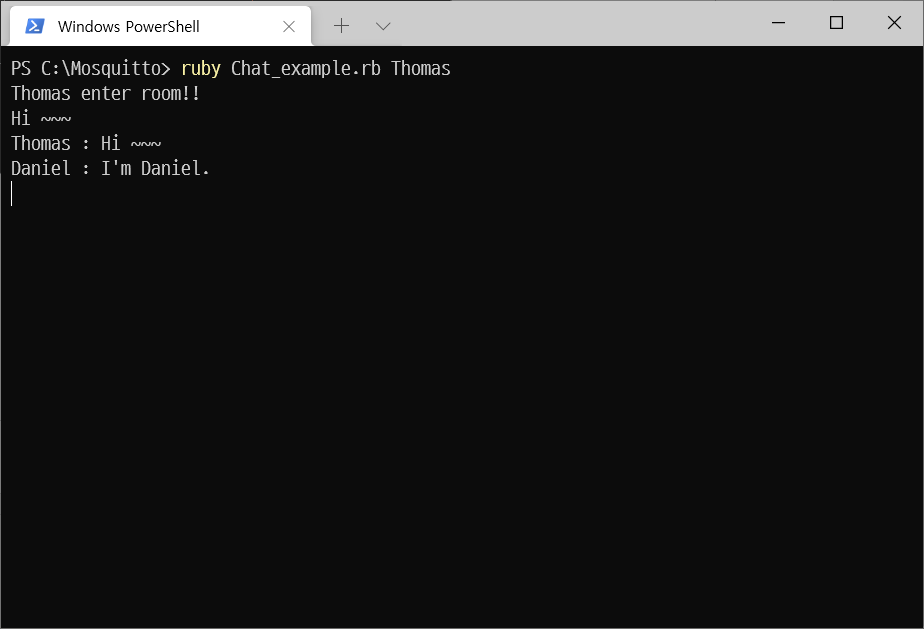 Windows PowerShell
PS C:\Mosquitto> ruby Chat_example.rb Thomas
Thomas enter room!!
Hi ~~~
Thomas : Hi ~~~
Daniel : I'm Daniel.